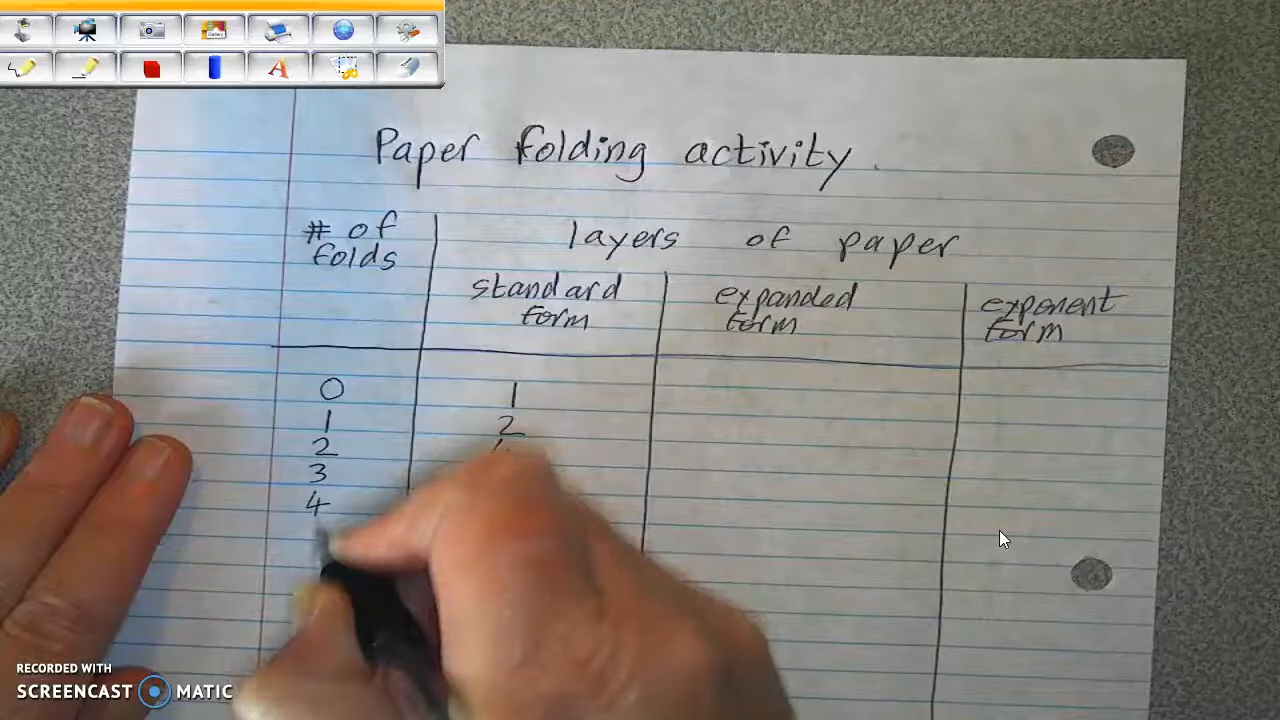 Gallery
Paper folding activity
# of folds
layers of paper
standard form
expanded form
exponent form
0 1
1 2
2
3
4
RECORDED WITH
SCREENCAST MATIC